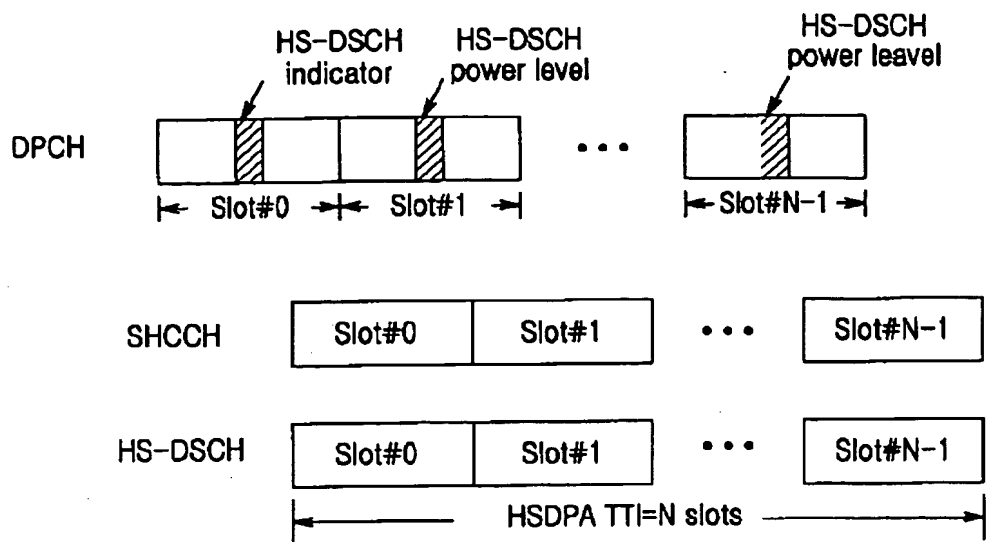 HS-DSCH indicator
HS-DSCH power level
HS-DSCH power leavel
DPCH
Slot#0
Slot#1
• • •
Slot#N-1
SHCCH
Slot#0
Slot#1
• • •
Slot#N-1
HS-DSCH
Slot#0
Slot#1
• • •
Slot#N-1
HSDPA TTI=N slots